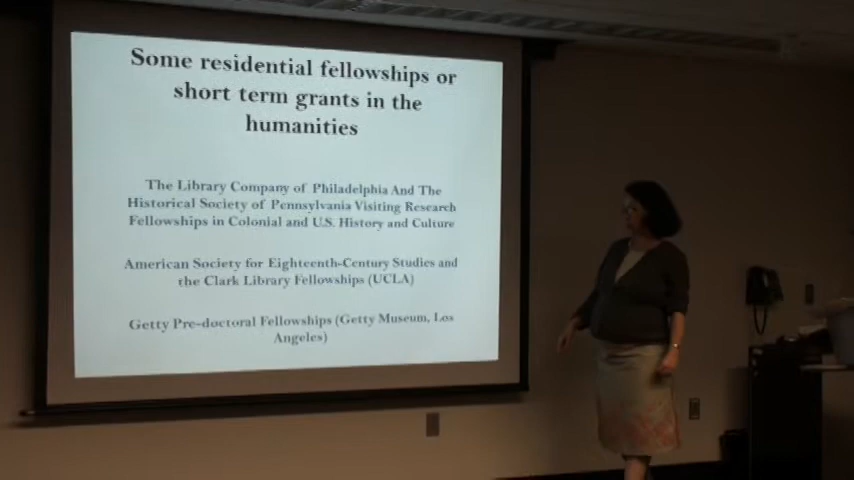 Some residential fellowships or
short term grants in the
humanities
The Library Company of Philadelphia And The
Historical Society of Pennsylvania Visiting Research
Fellowships in Colonial and U.S. History and Culture
American Society for Eighteenth-Century Studies and
the Clark Library Fellowships (UCLA)
Getty Pre-doctoral Fellowships (Getty Museum, Los
Angeles)